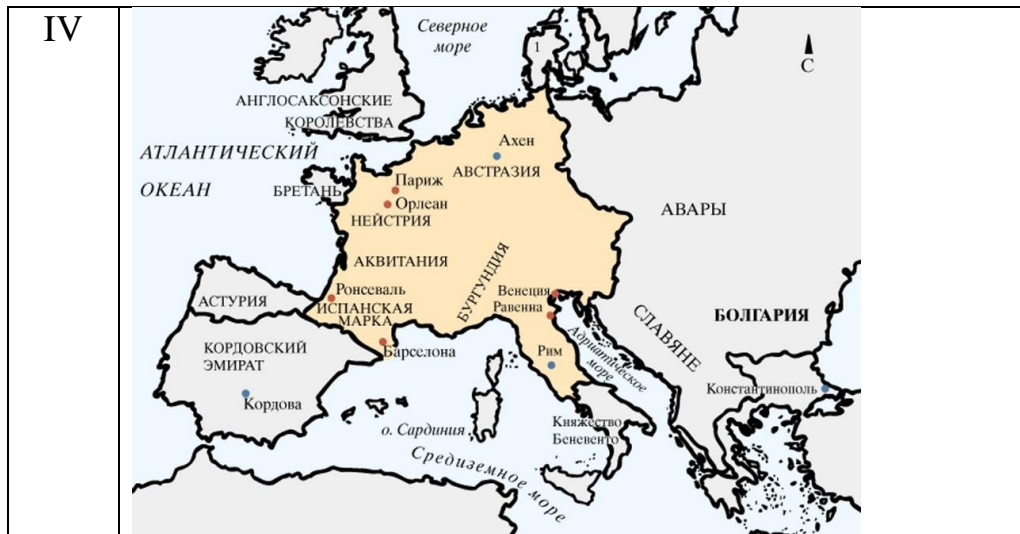 IV
Северное
море
1
С
АНГЛОСАКСОНСКИЕ
КОРОЛЕВСТВА
АТЛАНТИЧЕСКИЙ
ОКЕАН
Ахен
АВСТРАЗИЯ
БРЕТАНЬ
Париж
Орлеан
НЕЙСТРИЯ
АВАРЫ
АКВИТАНИЯ
БУРГУНДИЯ
Ронсеваль
ИСПАНСКАЯ
МАРКА
Венеция
Равенна
АСТУРИЯ
СЛАВЯНЕ
БОЛГАРИЯ
Адриатическое
море
КОРДОВСКИЙ
ЭМИРАТ
Барселона
Рим
Константинополь
Кордова
о. Сардиния
Княжество
Беневенто
Средиземное море